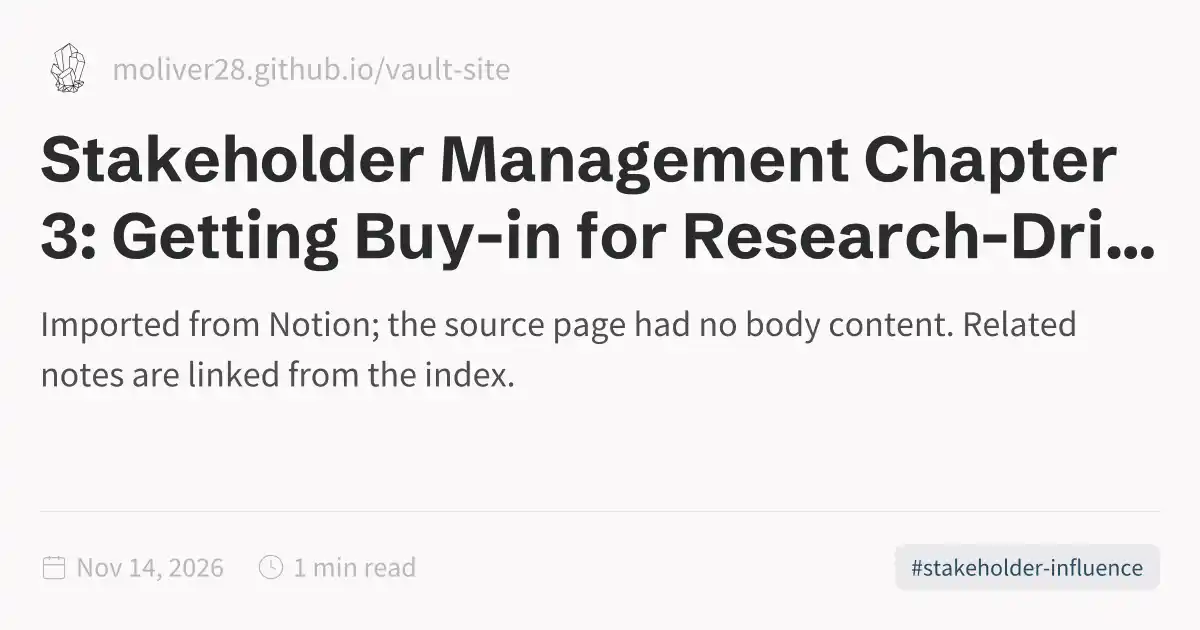 moliver28.github.io/vault-site
Stakeholder Management Chapter
3: Getting Buy-in for Research-Dri...
Imported from Notion; the source page had no body content. Related
notes are linked from the index.
Nov 14, 2026
1 min read
#stakeholder-influence